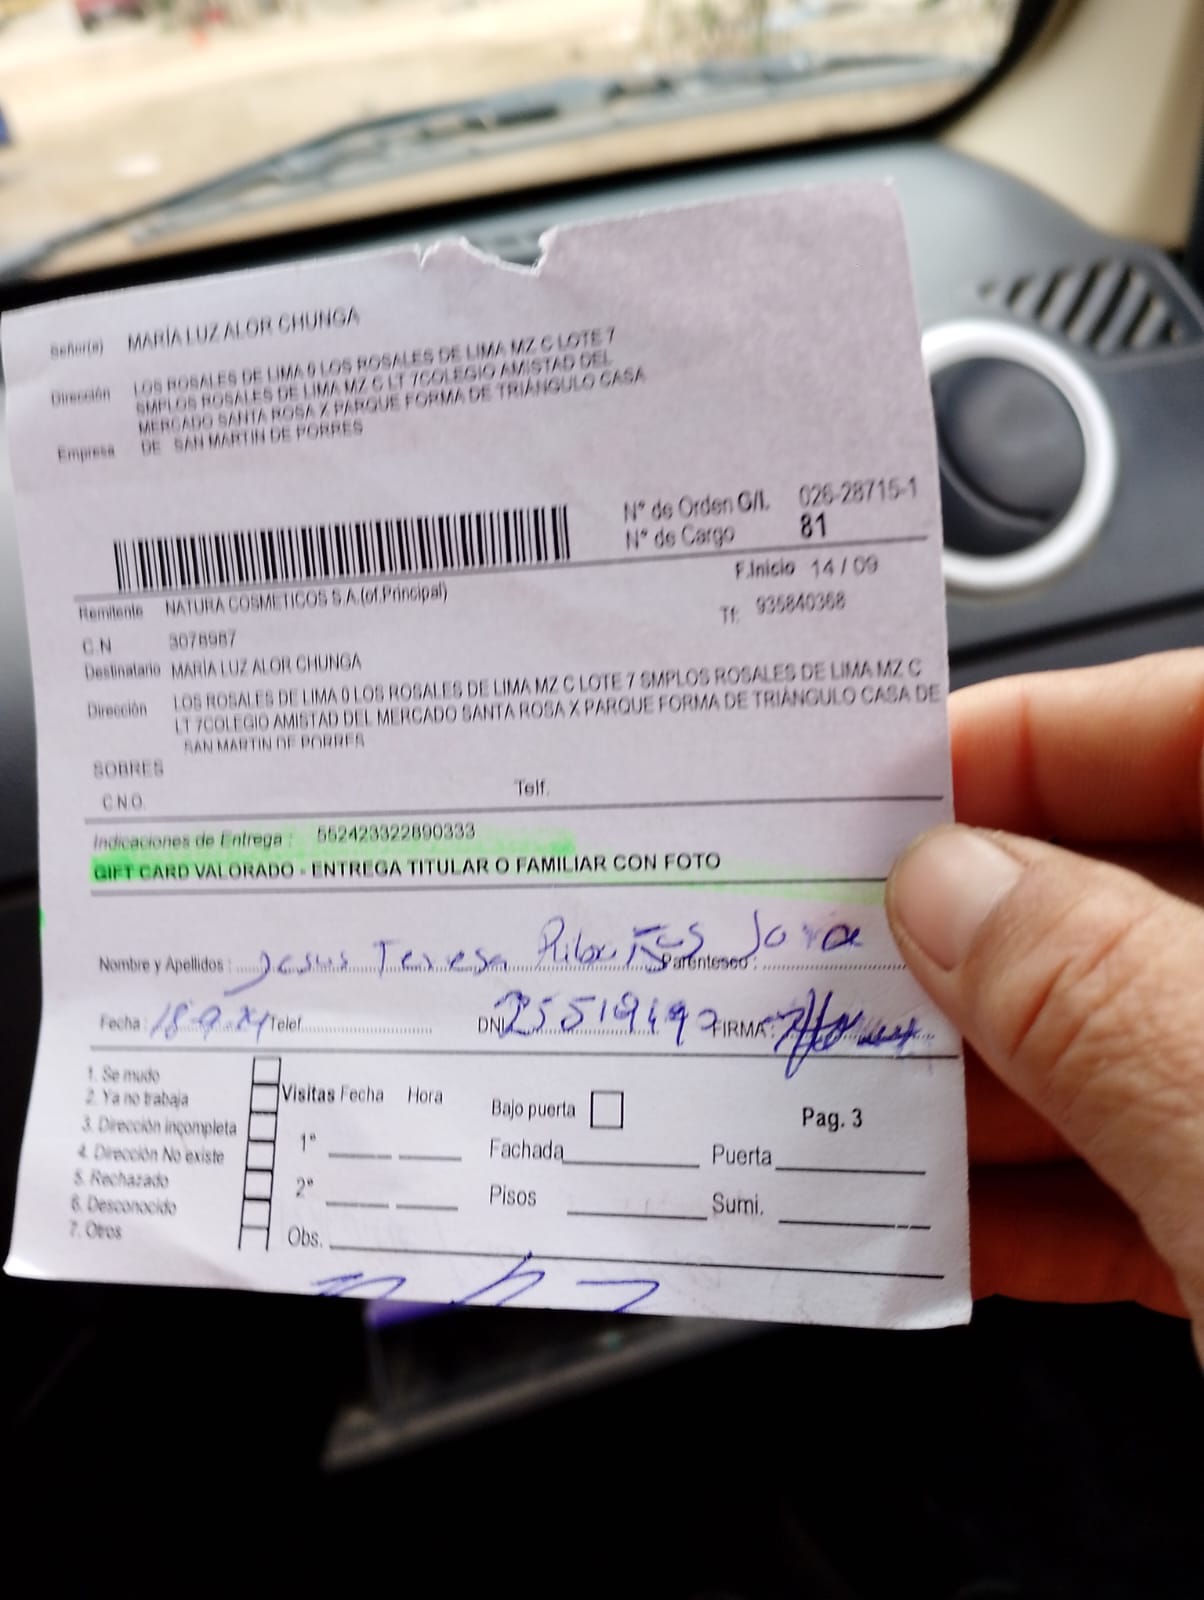 Señor(a) MARÍA LUZ ALOR CHUNGA
Dirección LOS ROSALES DE LIMA 0 LOS ROSALES DE LIMA MZ C LOTE 7
SMPLOS ROSALES DE LIMA MZ C LT 7COLEGIO AMISTAD DEL
MERCADO SANTA ROSA X PARQUE FORMA DE TRIÁNGULO CASA
Empresa DE SAN MARTIN DE PORRES
Nº de Orden G/I. 026-28715-1
Nº de Cargo 81
F.Inicio 14 / 09
Remitente NATURA COSMETICOS S.A.(of.Principal)
Tf: 935840368
C.N 3078987
Destinatario MARÍA LUZ ALOR CHUNGA
Dirección LOS ROSALES DE LIMA 0 LOS ROSALES DE LIMA MZ C LOTE 7 SMPLOS ROSALES DE LIMA MZ C
LT 7COLEGIO AMISTAD DEL MERCADO SANTA ROSA X PARQUE FORMA DE TRIÁNGULO CASA DE
SAN MARTIN DE PORRES
SOBRES
C.N.O. Telf.
Indicaciones de Entrega : 552423322890333
GIFT CARD VALORADO - ENTREGA TITULAR O FAMILIAR CON FOTO
Nombre y Apellidos : Jesus Teresa Parentesco :
Fecha : Telef. DNI FIRMA :
1. Se mudo
2. Ya no trabaja
3. Dirección incompleta
4. Dirección No existe
5. Rechazado
6. Desconocido
7. Otros
Visitas Fecha Hora
1º
2º
Obs.
Bajo puerta
Pag. 3
Fachada Puerta
Pisos Sumi.